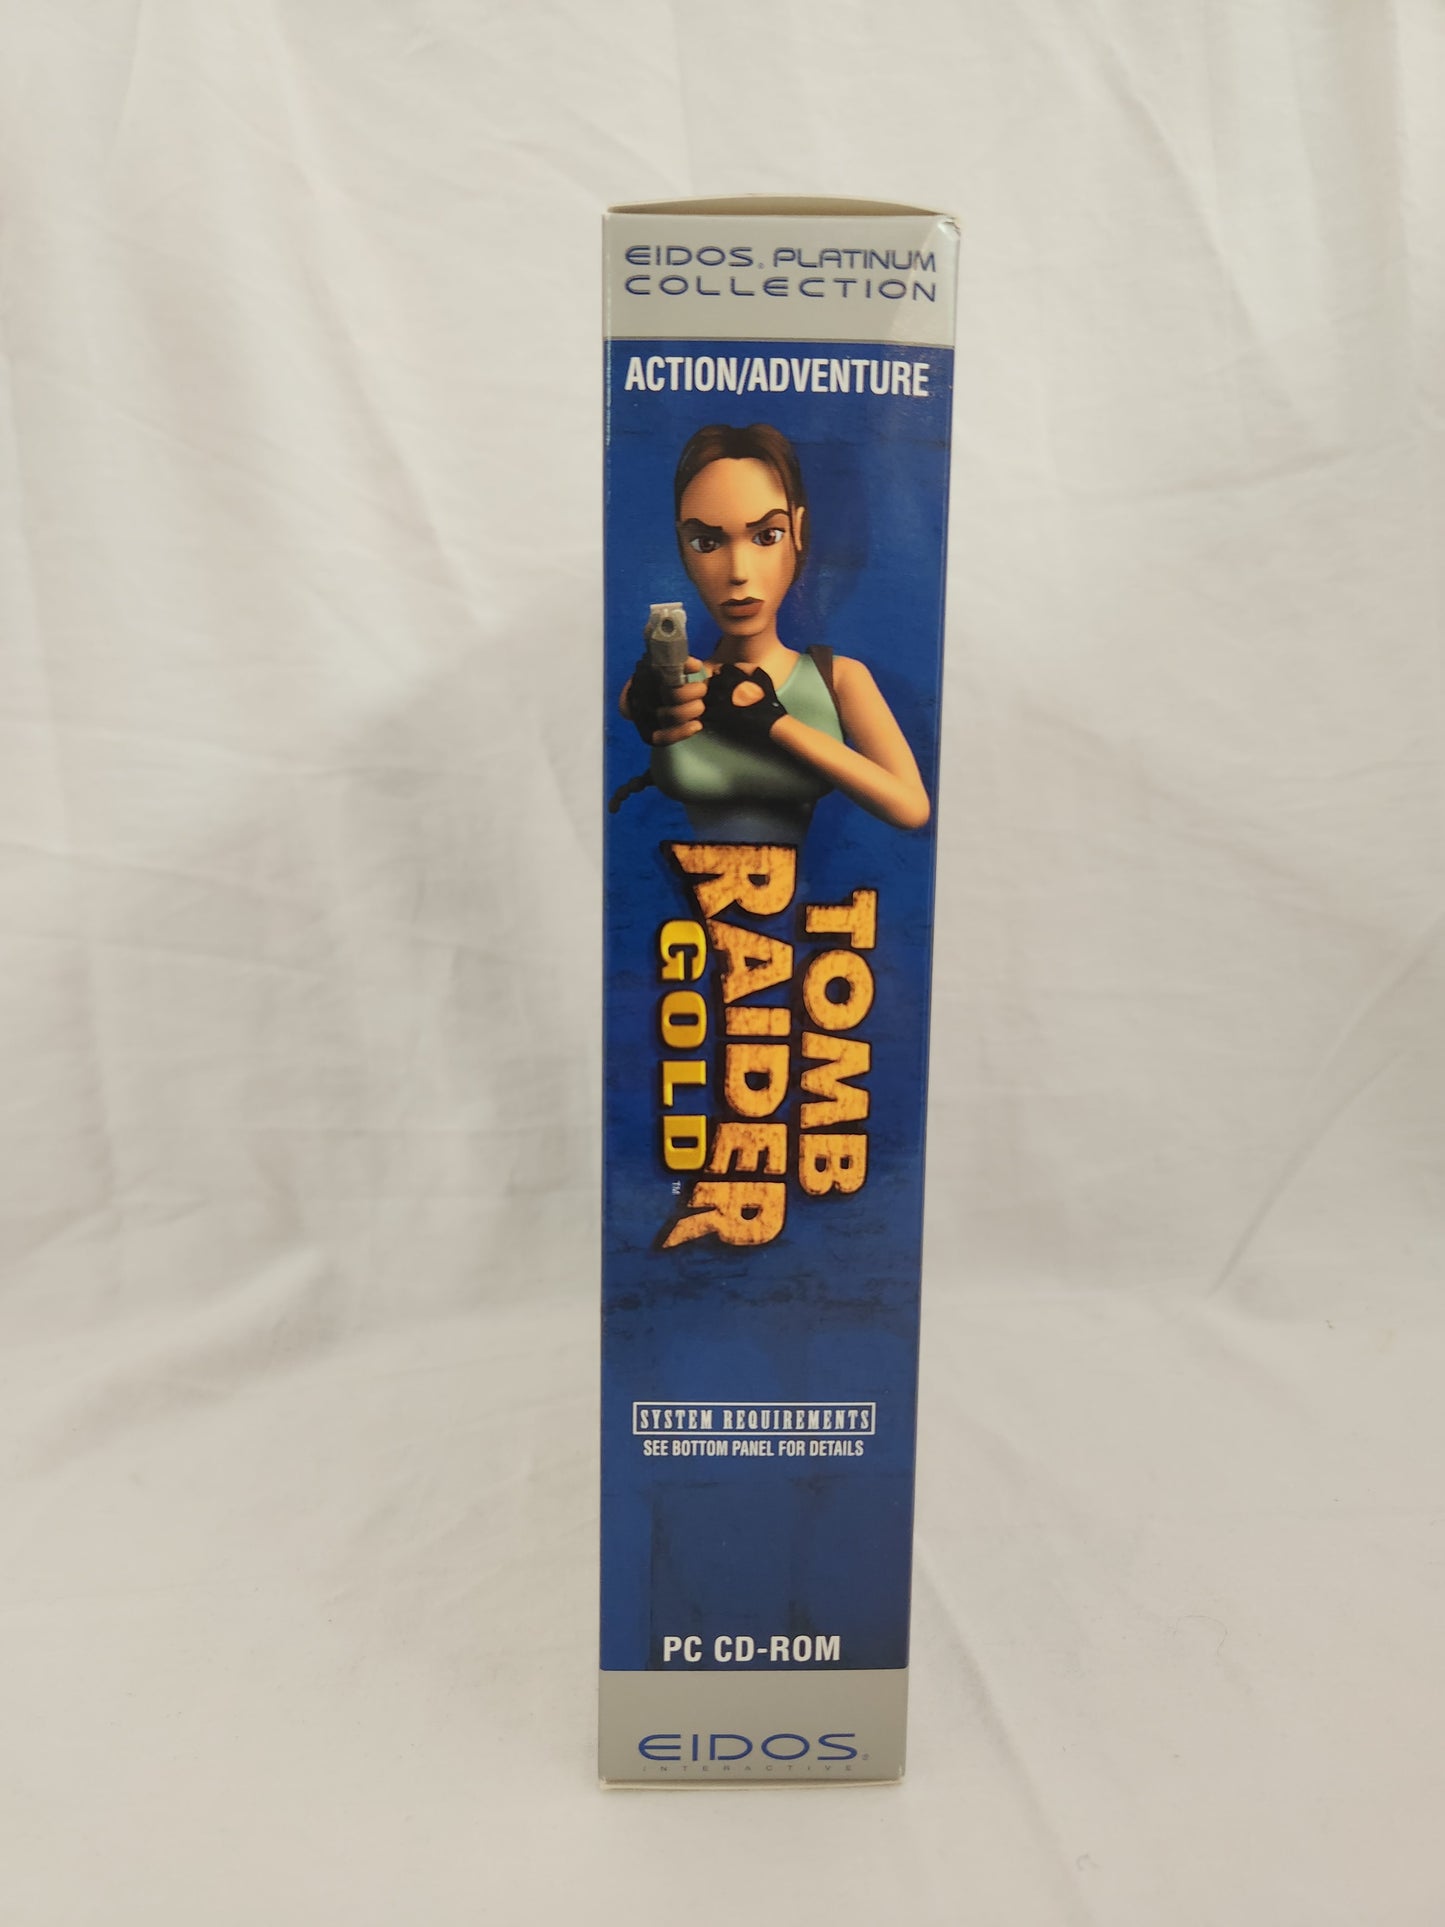 EIDOS® PLATINUM
COLLECTION
ACTION/ADVENTURE
TOMB
RAIDER
GOLD™
SYSTEM REQUIREMENTS
SEE BOTTOM PANEL FOR DETAILS
PC CD-ROM
EIDOS®
INTERACTIVE